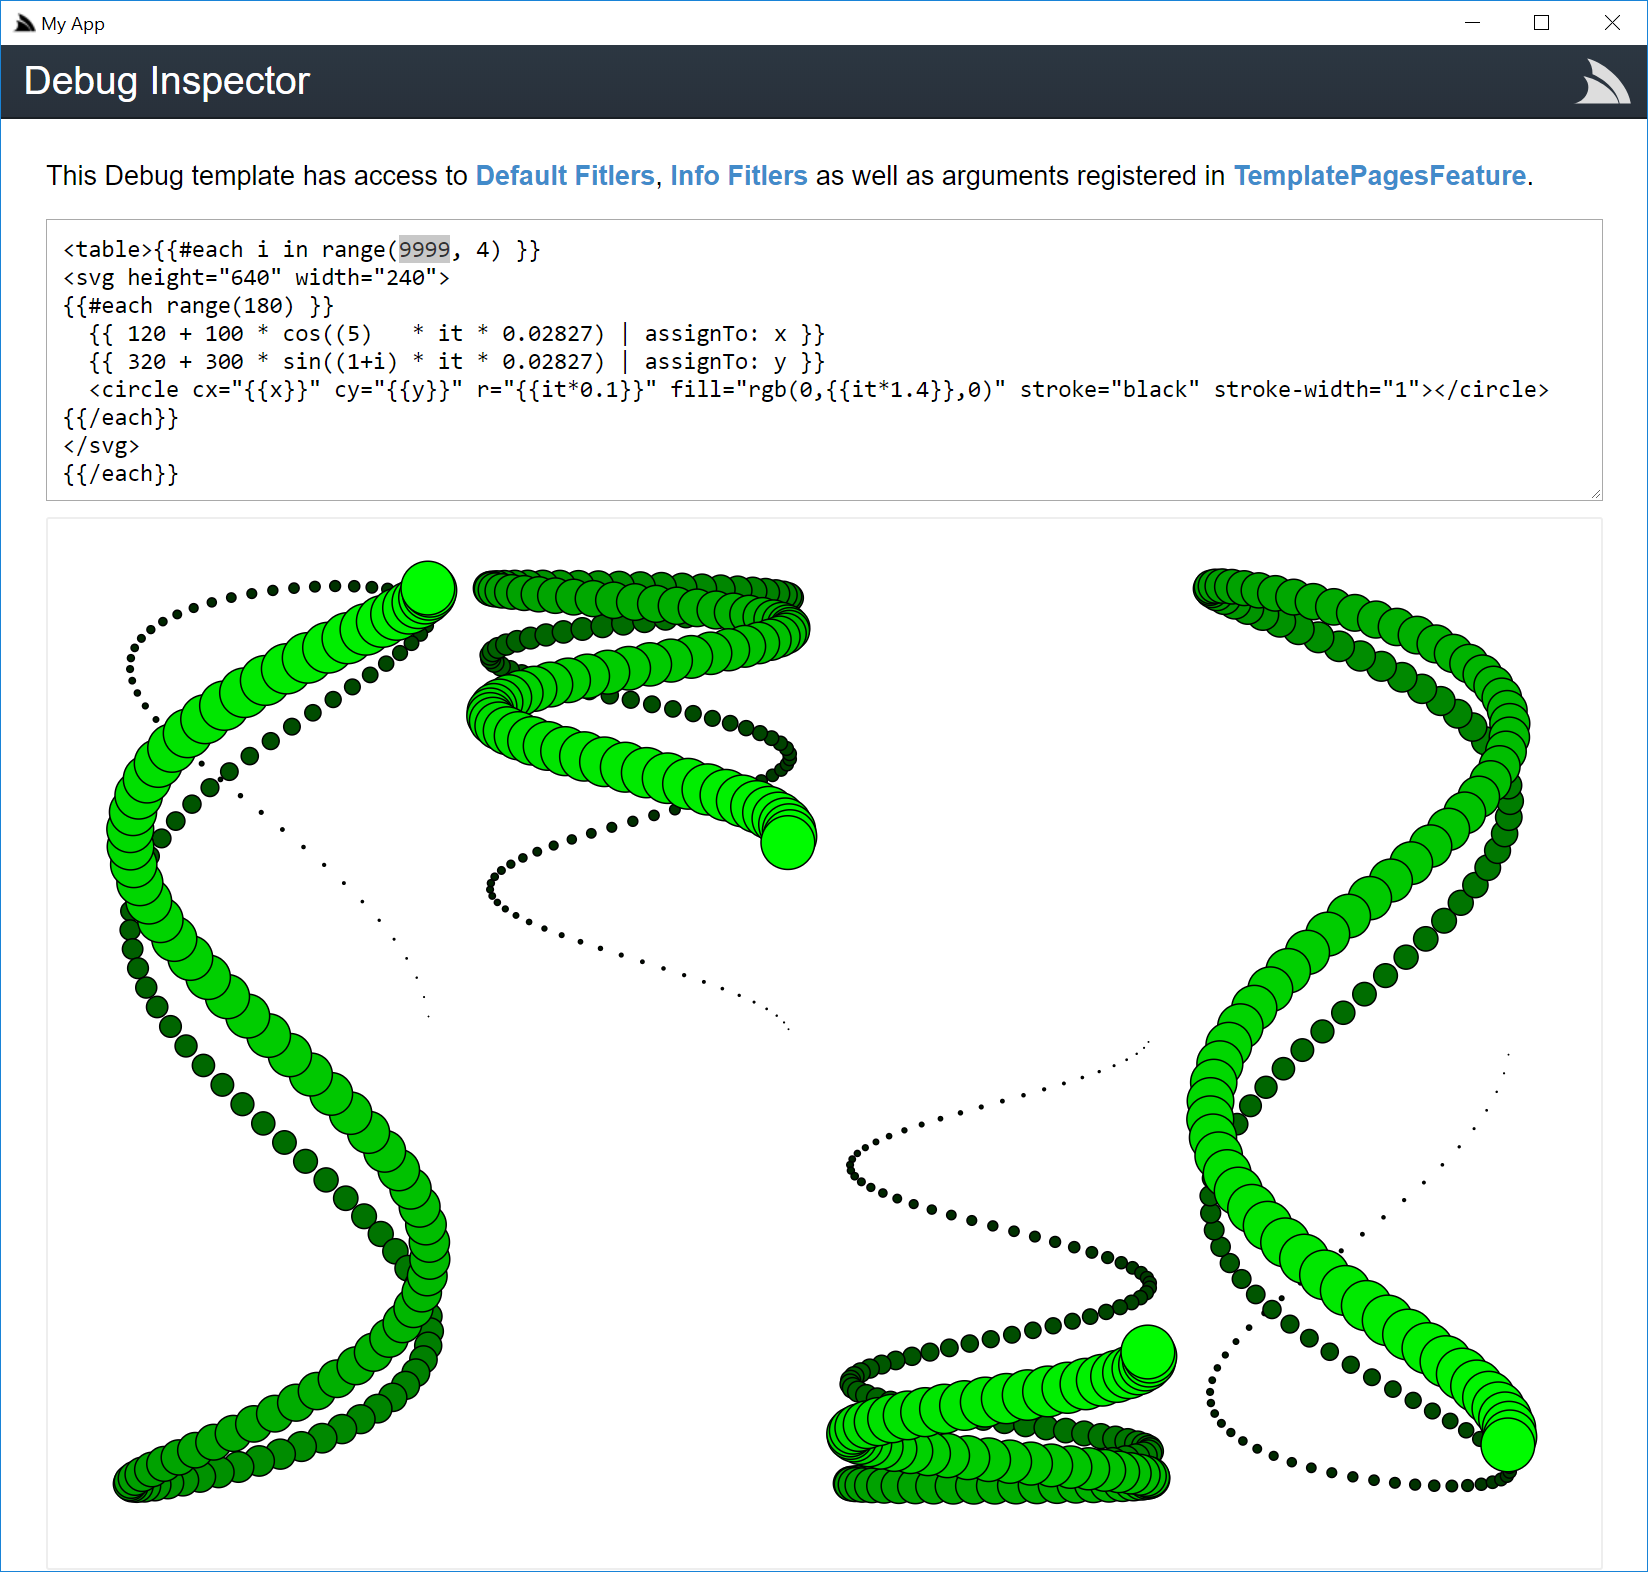 My App
Debug Inspector
This Debug template has access to Default Fitlers, Info Fitlers as well as arguments registered in TemplatePagesFeature.
<table>{{#each i in range(9999, 4) }}
<svg height="640" width="240">
{{#each range(180) }}
  {{ 120 + 100 * cos((5)   * it * 0.02827) | assignTo: x }}
  {{ 320 + 300 * sin((1+i) * it * 0.02827) | assignTo: y }}
  <circle cx="{{x}}" cy="{{y}}" r="{{it*0.1}}" fill="rgb(0,{{it*1.4}},0)" stroke="black" stroke-width="1"></circle>
{{/each}}
</svg>
{{/each}}